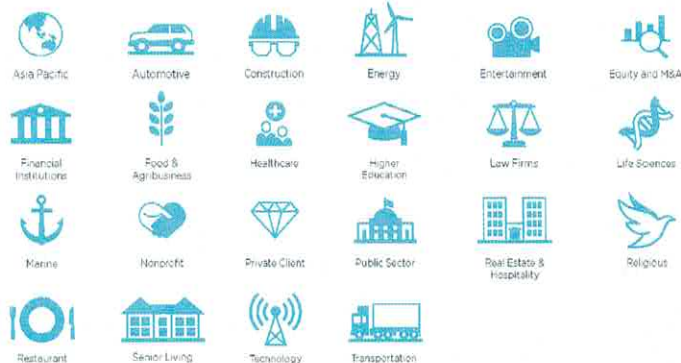 Asia Pacific
Automotive
Construction
Energy
Entertainment
Equity and M&A
Financial
Institutions
Food &
Agribusiness
Healthcare
Higher
Education
Law Firms
Life Sciences
Marine
Nonprofit
Private Client
Public Sector
Real Estate &
Hospitality
Religious
Restaurant
Senior Living
Technology
Transportation